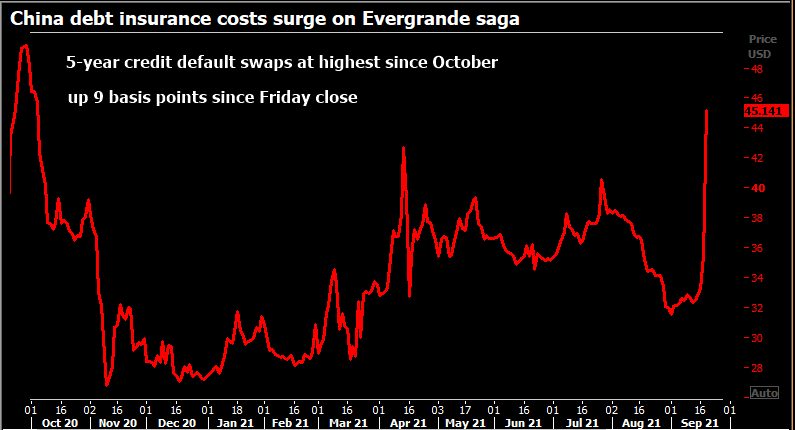 China debt insurance costs surge on Evergrande saga
5-year credit default swaps at highest since October
up 9 basis points since Friday close
Price
USD
48
46
45.141
44
42
40
38
36
34
32
30
28
Auto
01 16 02 16 01 16 01 18 01 16 01 16 01 16 03 17 01 16 01 16 02 16 01 16 01
Oct 20 Nov 20 Dec 20 Jan 21 Feb 21 Mar 21 Apr 21 May 21 Jun 21 Jul 21 Aug 21 Sep 21